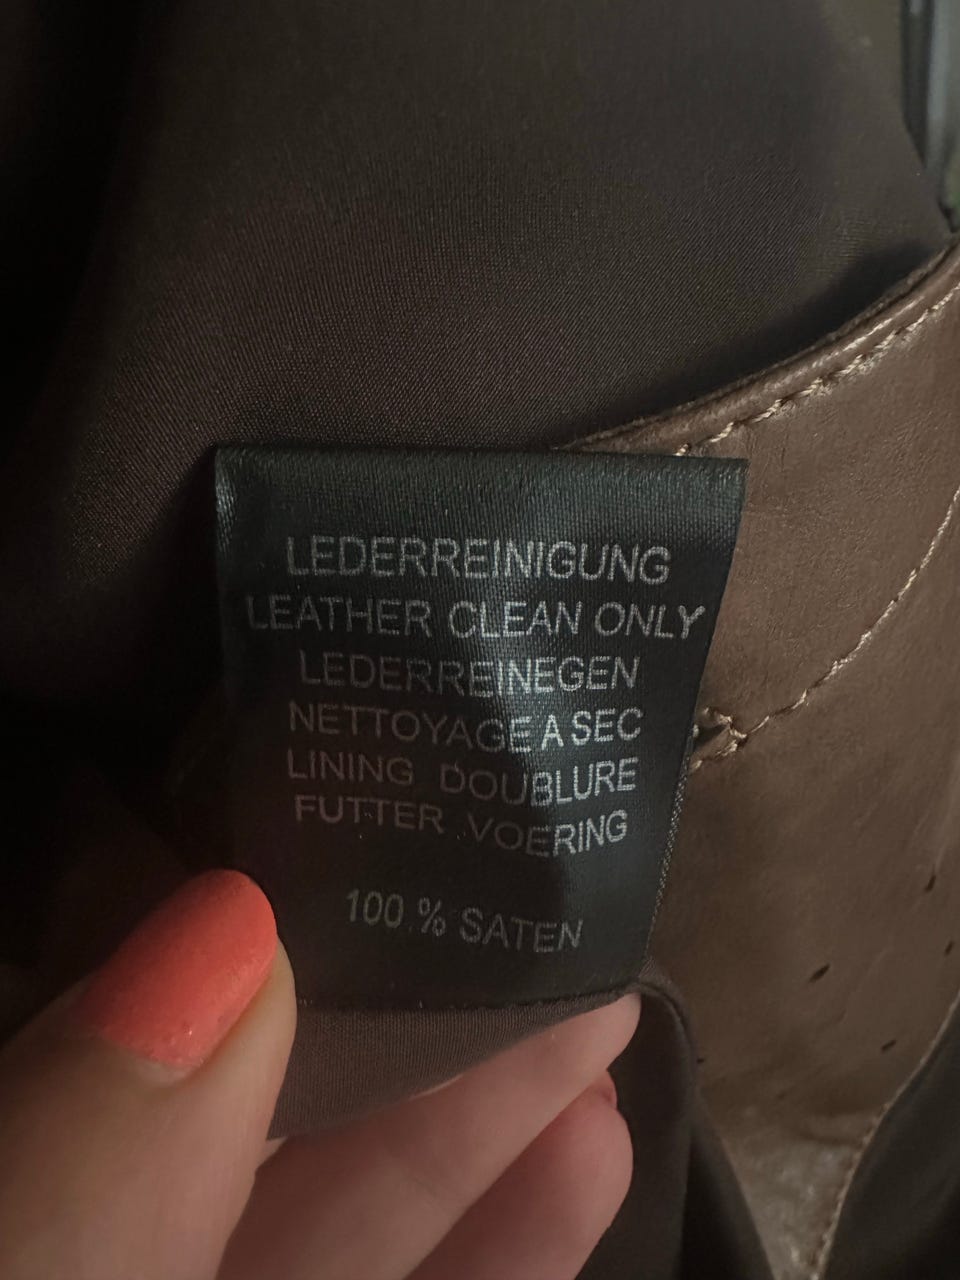 LEDERREINIGUNG
LEATHER CLEAN ONLY
LEDERREINEGEN
NETTOYAGE A SEC
LINING DOUBLURE
FUTTER VOERING
100.% SATEN